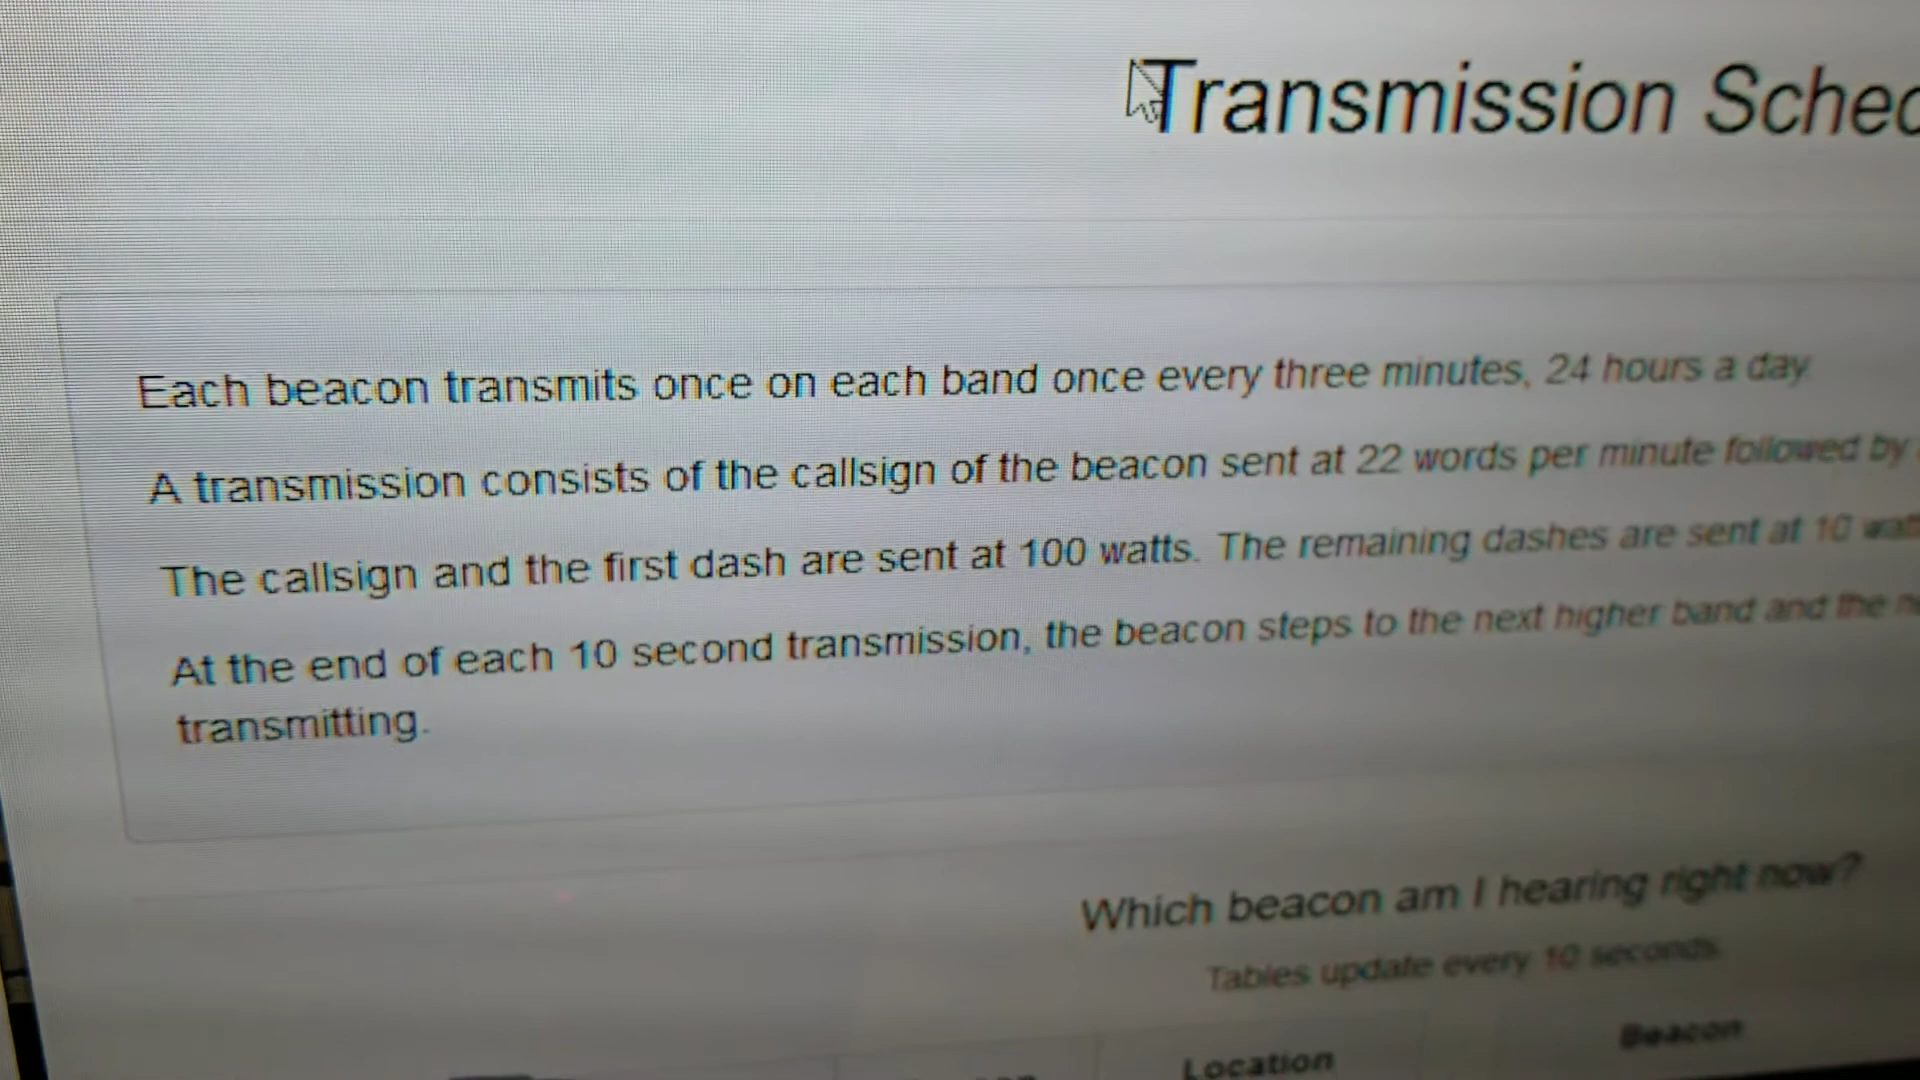 Transmission Sched
Each beacon transmits once on each band once every three minutes, 24 hours a day.
A transmission consists of the callsign of the beacon sent at 22 words per minute followed by
The callsign and the first dash are sent at 100 watts. The remaining dashes are sent at 10 wat
At the end of each 10 second transmission, the beacon steps to the next higher band and the
transmitting.
Which beacon am I hearing right now?
Tables update every 10 seconds.
Location Beacon